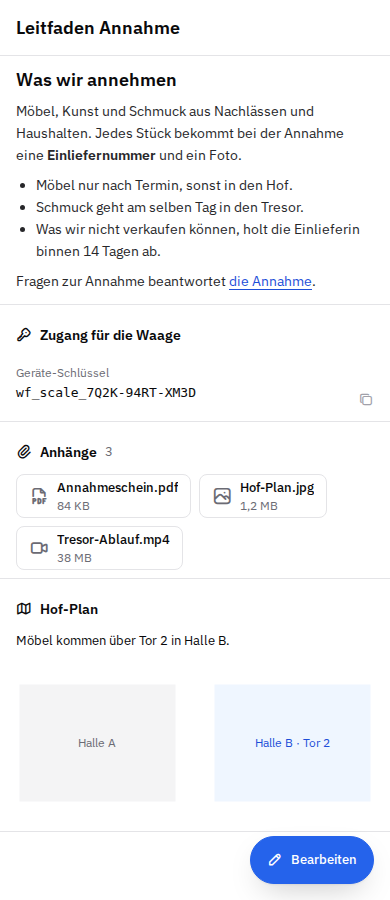 Leitfaden Annahme
Was wir annehmen
Möbel, Kunst und Schmuck aus Nachlässen und
Haushalten. Jedes Stück bekommt bei der Annahme
eine Einliefernummer und ein Foto.
Möbel nur nach Termin, sonst in den Hof.
Schmuck geht am selben Tag in den Tresor.
Was wir nicht verkaufen können, holt die Einlieferin
binnen 14 Tagen ab.
Fragen zur Annahme beantwortet die Annahme.
Zugang für die Waage
Geräte-Schlüssel
wf_scale_7Q2K-94RT-XM3D
Anhänge 3
PDF
Annahmeschein.pdf
84 KB
Hof-Plan.jpg
1,2 MB
Tresor-Ablauf.mp4
38 MB
Hof-Plan
Möbel kommen über Tor 2 in Halle B.
Halle A
Halle B · Tor 2
Bearbeiten